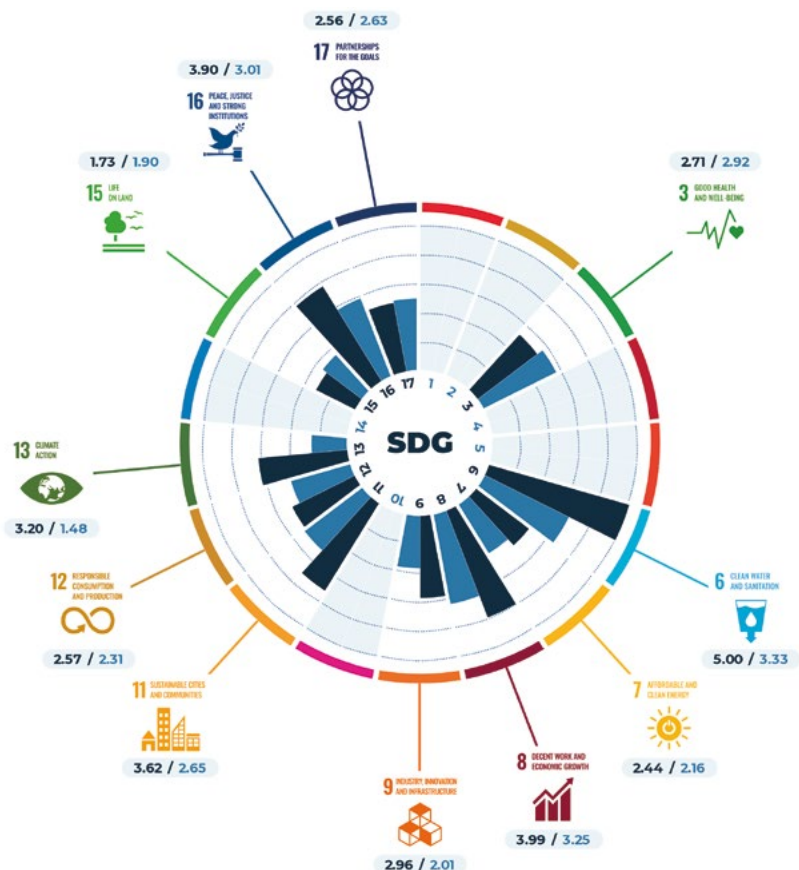 2.56 / 2.63
17 PARTNERSHIPS
FOR THE GOALS
3.90 / 3.01
16 PEACE, JUSTICE
AND STRONG
INSTITUTIONS
1.73 / 1.90
15 LIFE
ON LAND
2.71 / 2.92
3 GOOD HEALTH
AND WELL-BEING
13 CLIMATE
ACTION
3.20 / 1.48
12 RESPONSIBLE
CONSUMPTION
AND PRODUCTION
2.57 / 2.31
11 SUSTAINABLE CITIES
AND COMMUNITIES
3.62 / 2.65
9 INDUSTRY, INNOVATION
AND INFRASTRUCTURE
2.96 / 2.01
8 DECENT WORK AND
ECONOMIC GROWTH
3.99 / 3.25
7 AFFORDABLE AND
CLEAN ENERGY
2.44 / 2.16
6 CLEAN WATER
AND SANITATION
5.00 / 3.33
SDG
1
2
3
4
5
6
7
8
9
10
11
12
13
14
15
16
17